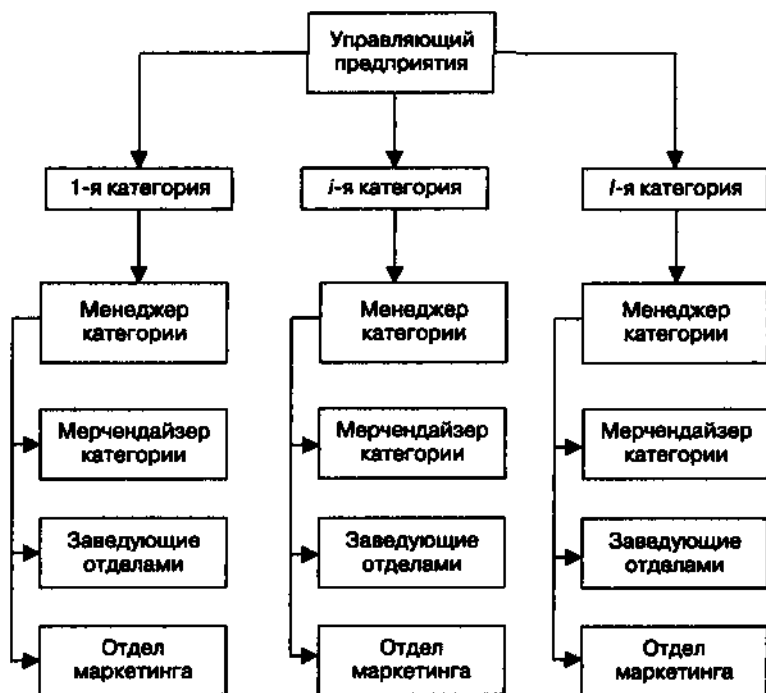 Управляющий
предприятия
1-я категория
i-я категория
I-я категория
Менеджер
категории
Менеджер
категории
Менеджер
категории
Мерчендайзер
категории
Мерчендайзер
категории
Мерчендайзер
категории
Заведующие
отделами
Заведующие
отделами
Заведующие
отделами
Отдел
маркетинга
Отдел
маркетинга
Отдел
маркетинга